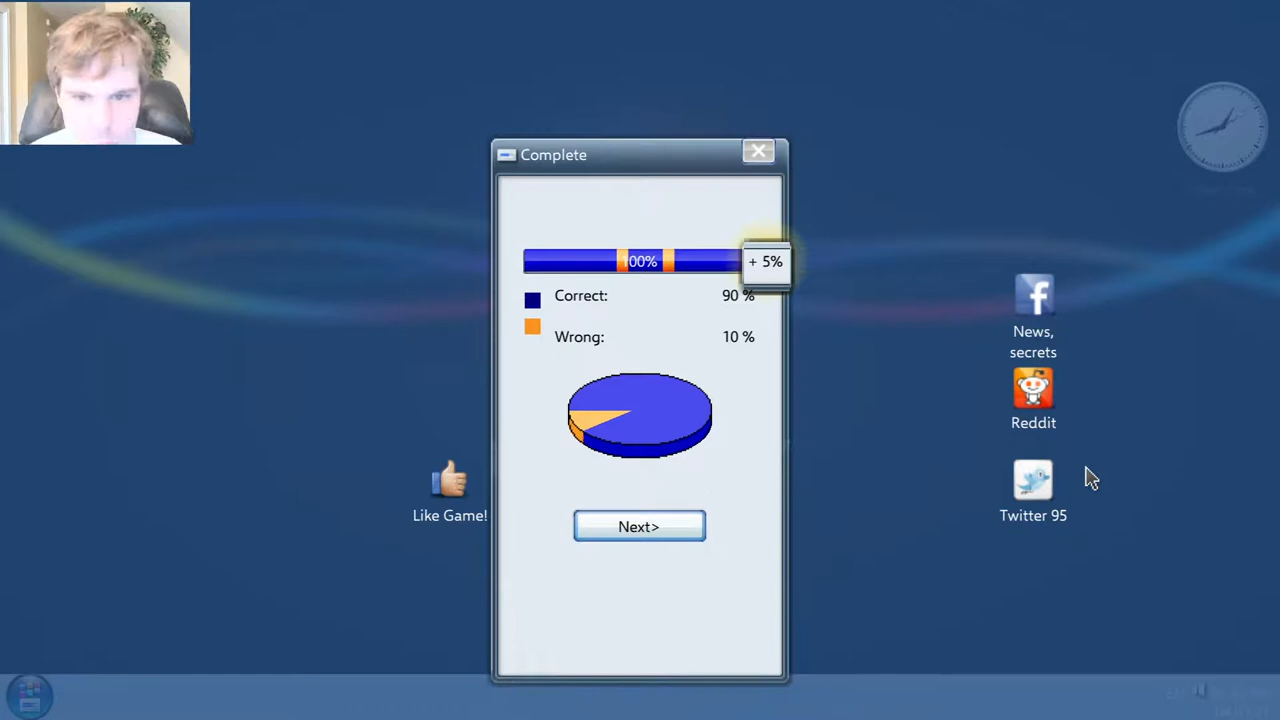 Complete
100%
+ 5%
Correct: 90 %
Wrong: 10 %
Next>
Like Game!
News,
secrets
Reddit
Twitter 95